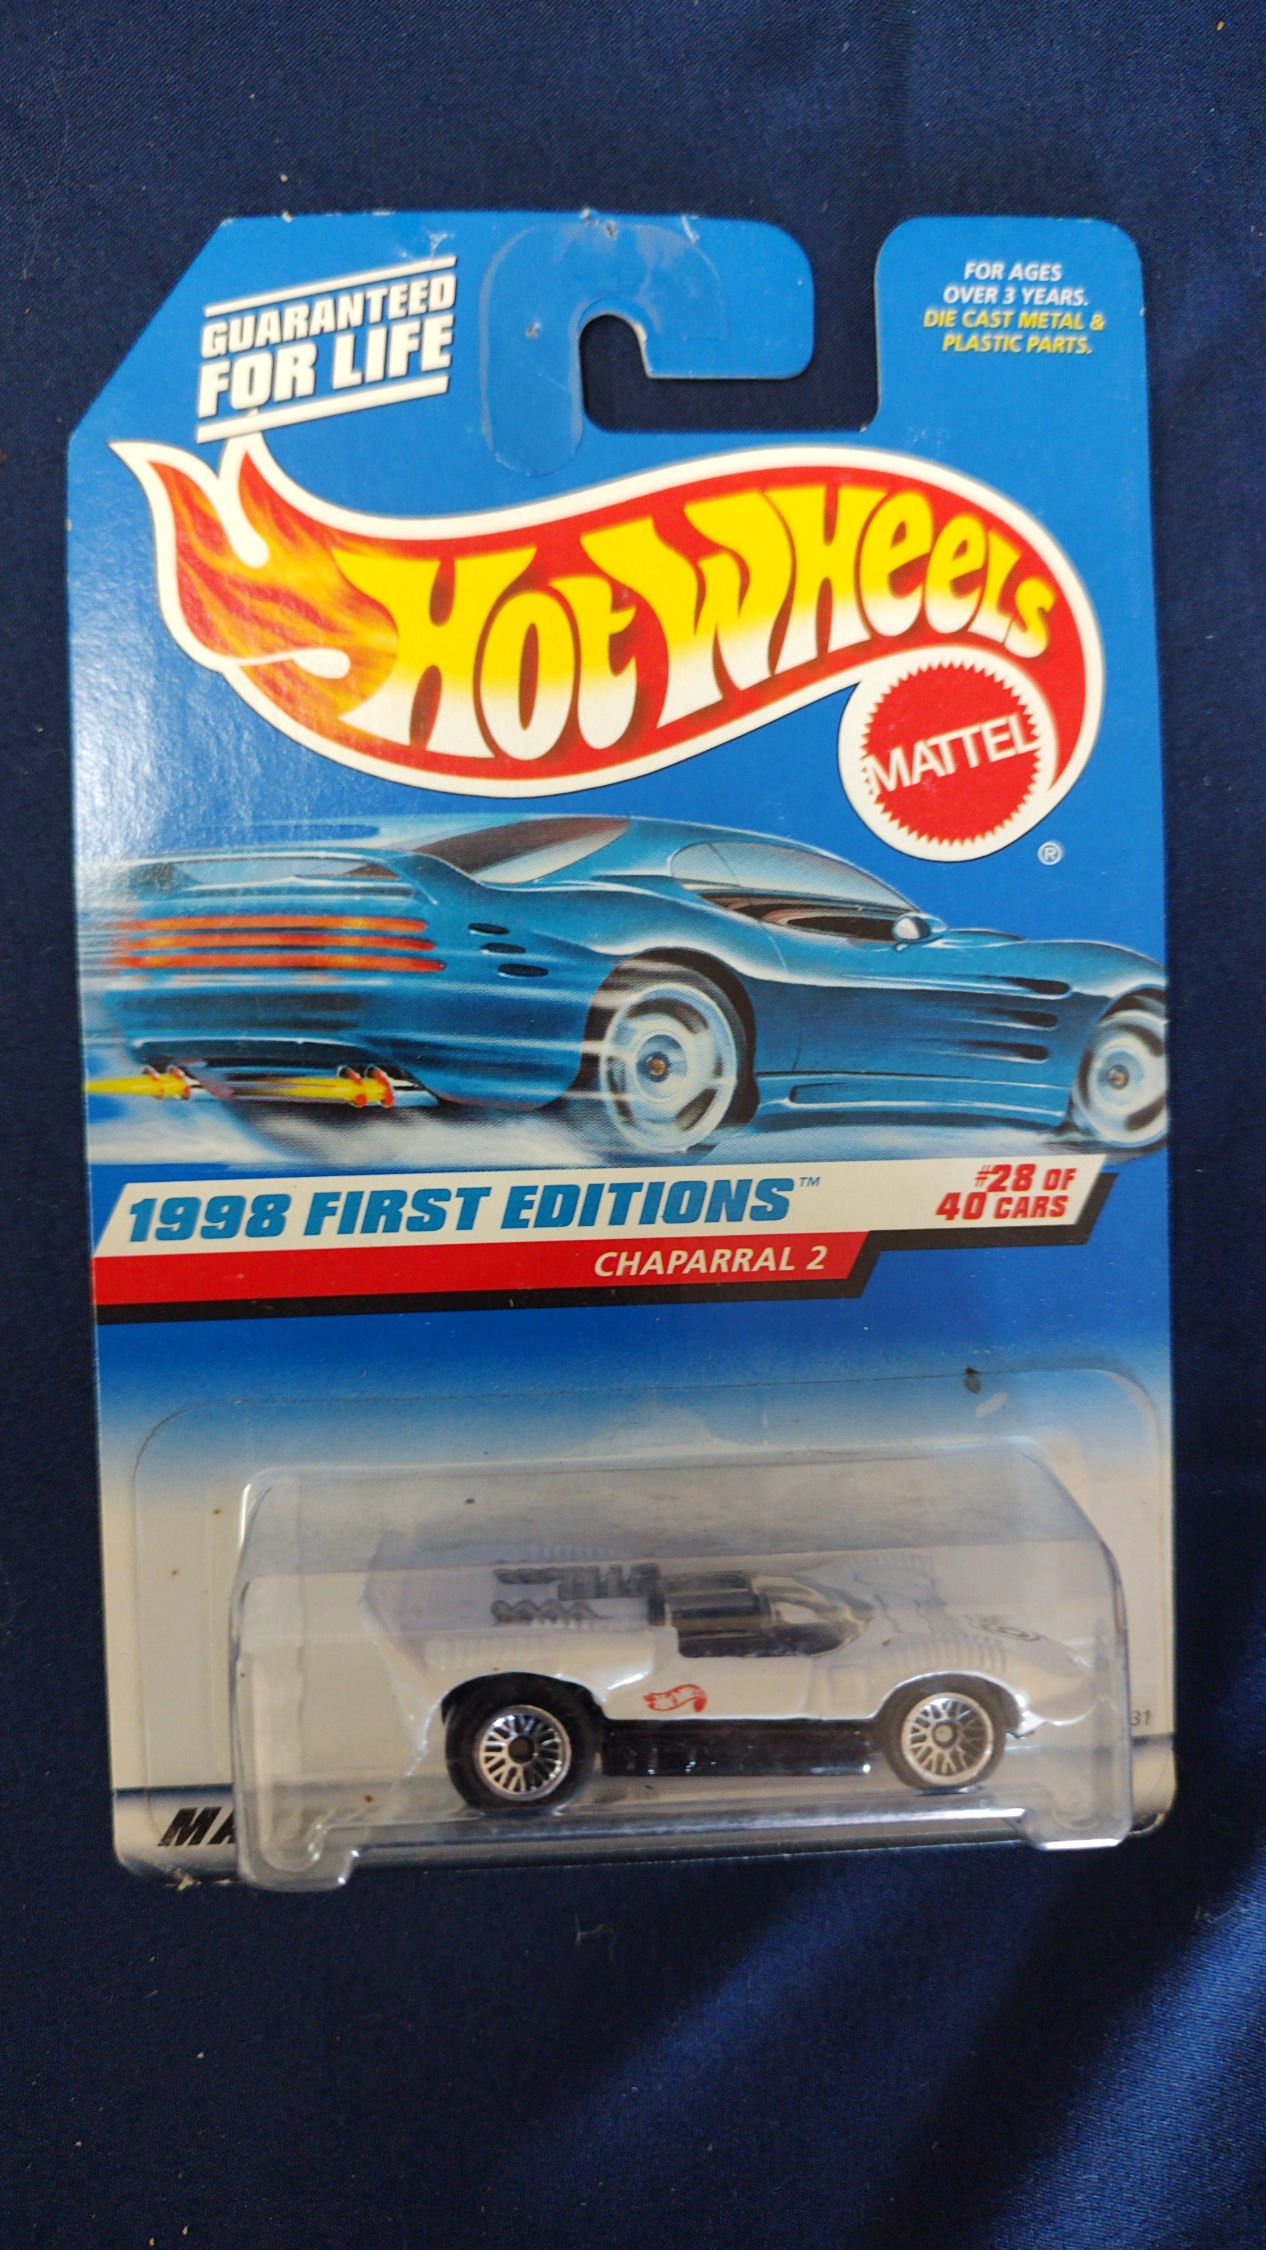 GUARANTEED
FOR LIFE
FOR AGES
OVER 3 YEARS.
DIE CAST METAL &
PLASTIC PARTS.
HOT WHEELS
MATTEL
®
1998 FIRST EDITIONS™
#28 OF
40 CARS
CHAPARRAL 2